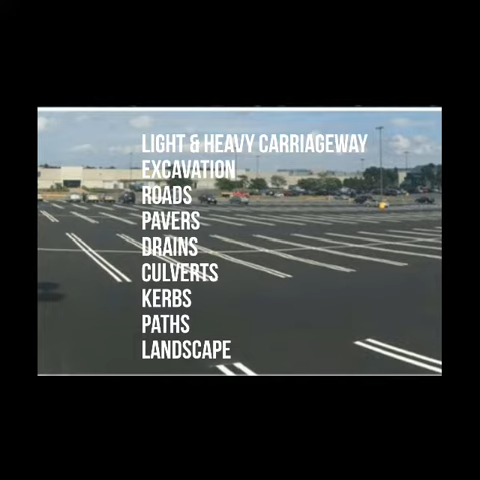 LIGHT & HEAVY CARRIAGEWAY
EXCAVATION
ROADS
PAVERS
DRAINS
CULVERTS
KERBS
PATHS
LANDSCAPE